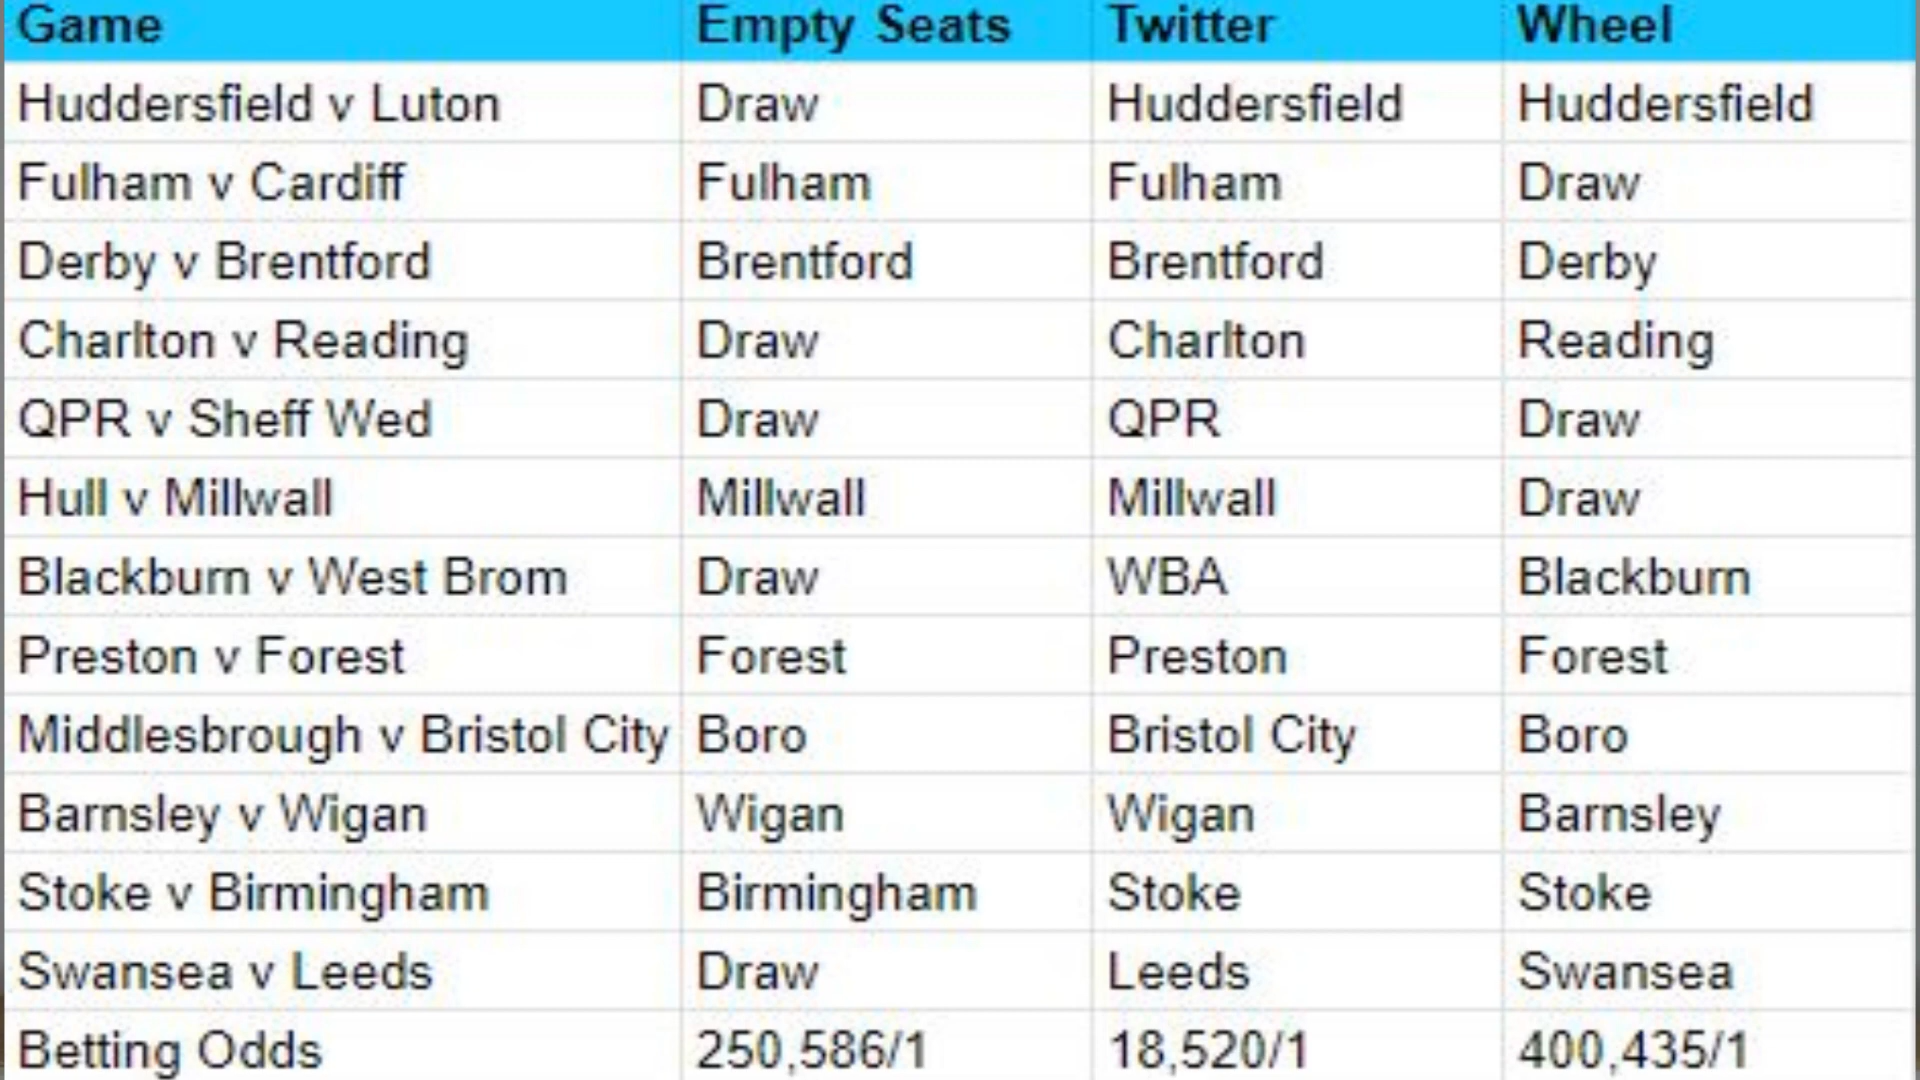 Game Empty Seats Twitter Wheel
Huddersfield v Luton Draw Huddersfield Huddersfield
Fulham v Cardiff Fulham Fulham Draw
Derby v Brentford Brentford Brentford Derby
Charlton v Reading Draw Charlton Reading
QPR v Sheff Wed Draw QPR Draw
Hull v Millwall Millwall Millwall Draw
Blackburn v West Brom Draw WBA Blackburn
Preston v Forest Forest Preston Forest
Middlesbrough v Bristol City Boro Bristol City Boro
Barnsley v Wigan Wigan Wigan Barnsley
Stoke v Birmingham Birmingham Stoke Stoke
Swansea v Leeds Draw Leeds Swansea
Betting Odds 250,586/1 18,520/1 400,435/1